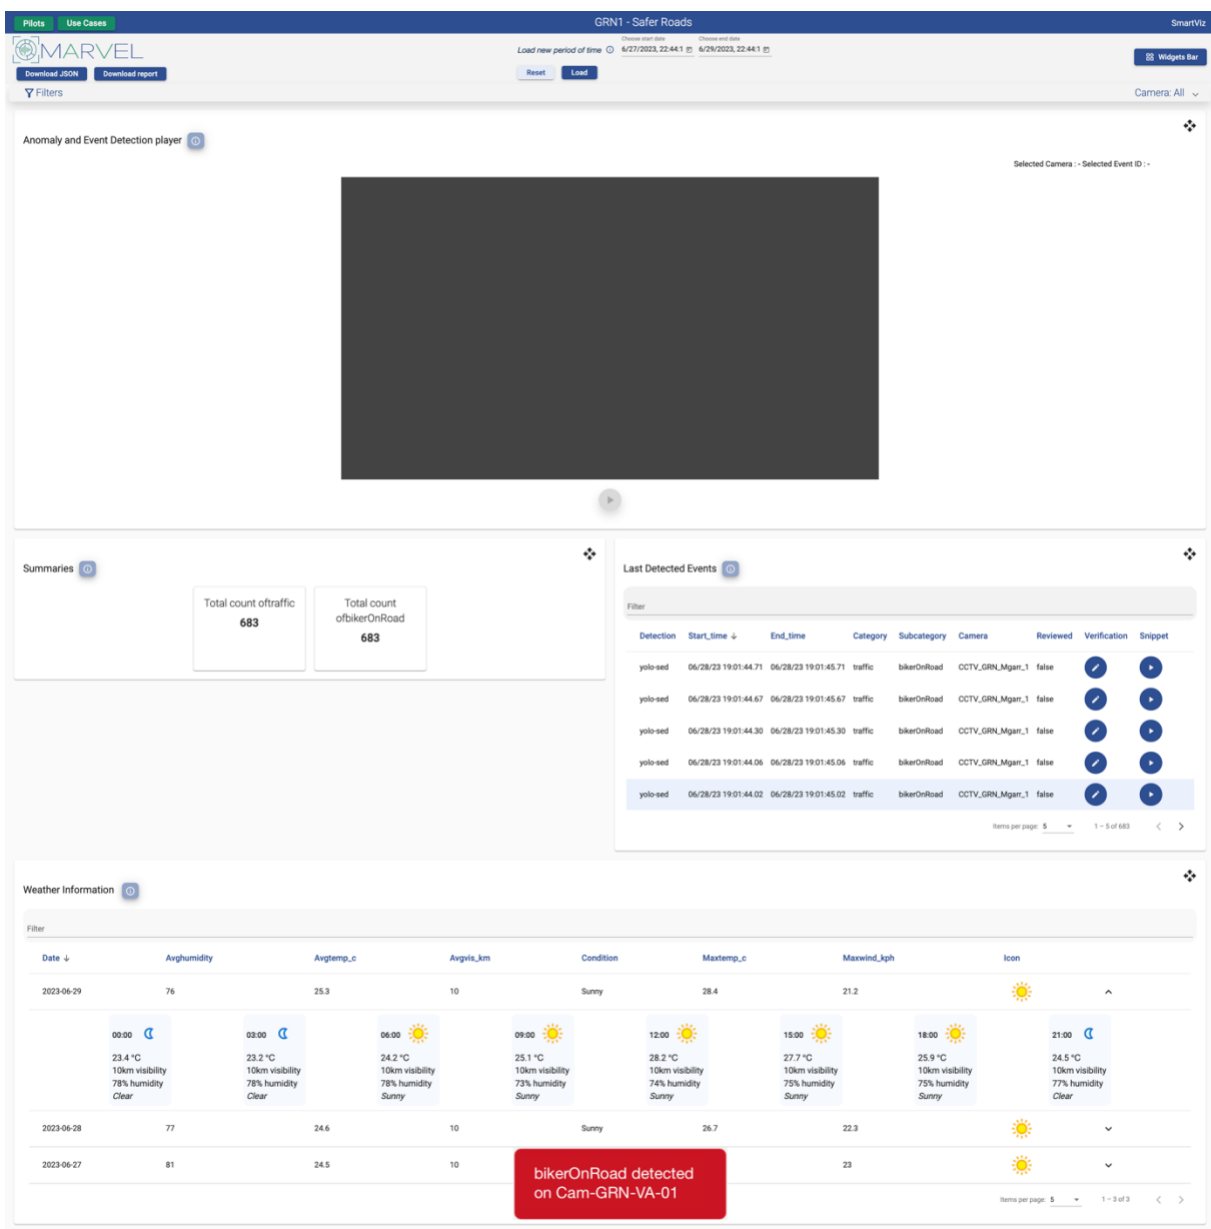 Pilots Use Cases GRN1 - Safer Roads SmartViz
MARVEL
Choose start date Choose end date
Load new period of time 6/27/2023, 22:44:1 6/29/2023, 22:44:1
Widgets Bar
Download JSON Download report Reset Load
Filters Camera: All
Anomaly and Event Detection player
Selected Camera : - Selected Event ID : -
Summaries
Total count oftraffic
683
Total count
ofbikerOnRoad
683
Last Detected Events
Filter
Detection Start_time ↓ End_time Category Subcategory Camera Reviewed Verification Snippet
yolo-sed 06/28/23 19:01:44.71 06/28/23 19:01:45.71 traffic bikerOnRoad CCTV_GRN_Mgarr_1 false
yolo-sed 06/28/23 19:01:44.67 06/28/23 19:01:45.67 traffic bikerOnRoad CCTV_GRN_Mgarr_1 false
yolo-sed 06/28/23 19:01:44.30 06/28/23 19:01:45.30 traffic bikerOnRoad CCTV_GRN_Mgarr_1 false
yolo-sed 06/28/23 19:01:44.06 06/28/23 19:01:45.06 traffic bikerOnRoad CCTV_GRN_Mgarr_1 false
yolo-sed 06/28/23 19:01:44.02 06/28/23 19:01:45.02 traffic bikerOnRoad CCTV_GRN_Mgarr_1 false
Items per page: 5 1 – 5 of 683
Weather Information
Filter
Date ↓ Avghumidity Avgtemp_c Avgvis_km Condition Maxtemp_c Maxwind_kph Icon
2023-06-29 76 25.3 10 Sunny 28.4 21.2
00:00 03:00 06:00 09:00 12:00 15:00 18:00 21:00
23.4 °C 23.2 °C 24.2 °C 25.1 °C 28.2 °C 27.7 °C 25.9 °C 24.5 °C
10km visibility 10km visibility 10km visibility 10km visibility 10km visibility 10km visibility 10km visibility 10km visibility
78% humidity 78% humidity 78% humidity 73% humidity 74% humidity 75% humidity 75% humidity 77% humidity
Clear Clear Sunny Sunny Sunny Sunny Sunny Clear
2023-06-28 77 24.6 10 Sunny 26.7 22.3
2023-06-27 81 24.5 10 23
bikerOnRoad detected
on Cam-GRN-VA-01
Items per page: 5 1 – 3 of 3